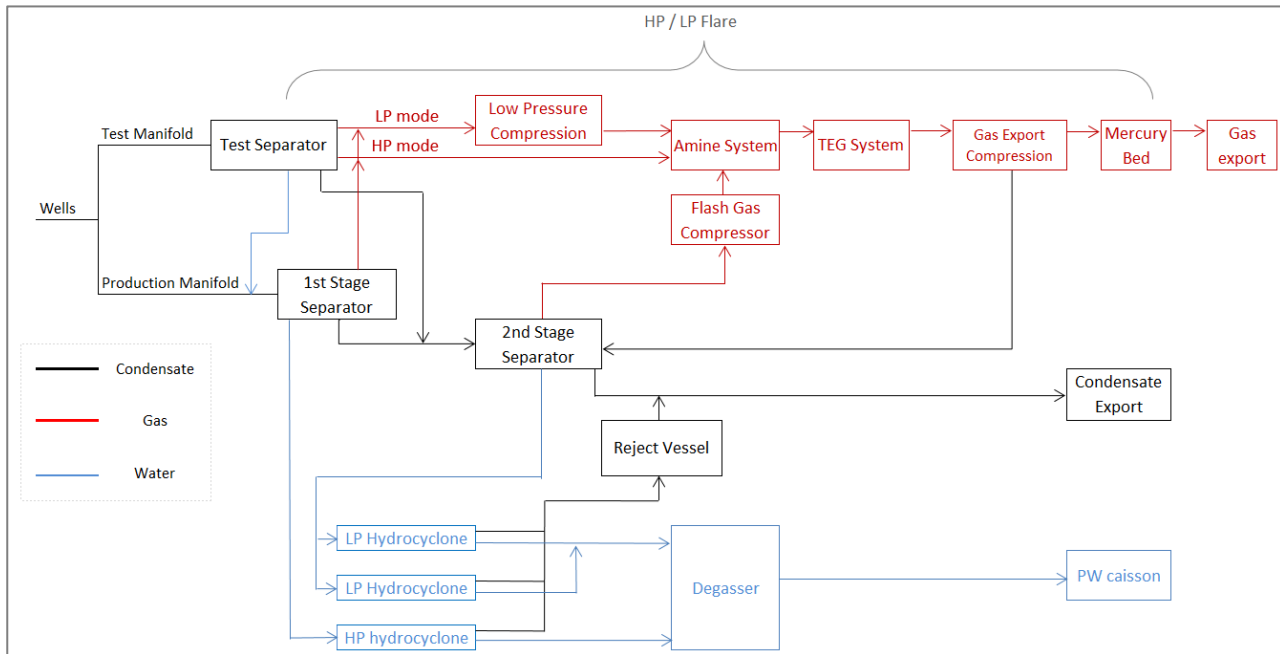 HP / LP Flare
LP mode
Low Pressure
Compression
Test Manifold
Test Separator
HP mode
Amine System
TEG System
Gas Export
Compression
Mercury
Bed
Gas
export
Wells
Flash Gas
Compressor
Production Manifold
1st Stage
Separator
2nd Stage
Separator
Condensate
Gas
Water
Condensate
Export
Reject Vessel
LP Hydrocyclone
LP Hydrocyclone
HP hydrocyclone
Degasser
PW caisson